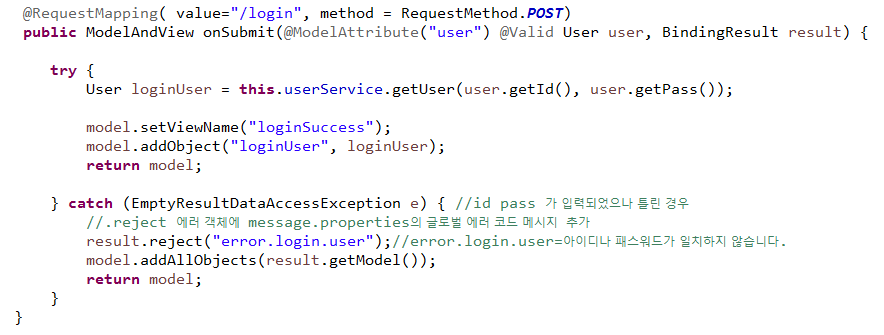 @RequestMapping( value="/login", method = RequestMethod.POST)
public ModelAndView onSubmit(@ModelAttribute("user") @Valid User user, BindingResult result) {
try {
User loginUser = this.userService.getUser(user.getId(), user.getPass());
model.setViewName("loginSuccess");
model.addObject("loginUser", loginUser);
return model;
} catch (EmptyResultDataAccessException e) { //id pass 가 입력되었으나 틀린 경우
//.reject 에러 객체에 message.properties의 글로벌 에러 코드 메시지 추가
result.reject("error.login.user");//error.login.user=아이디나 패스워드가 일치하지 않습니다.
model.addAllObjects(result.getModel());
return model;
}
}